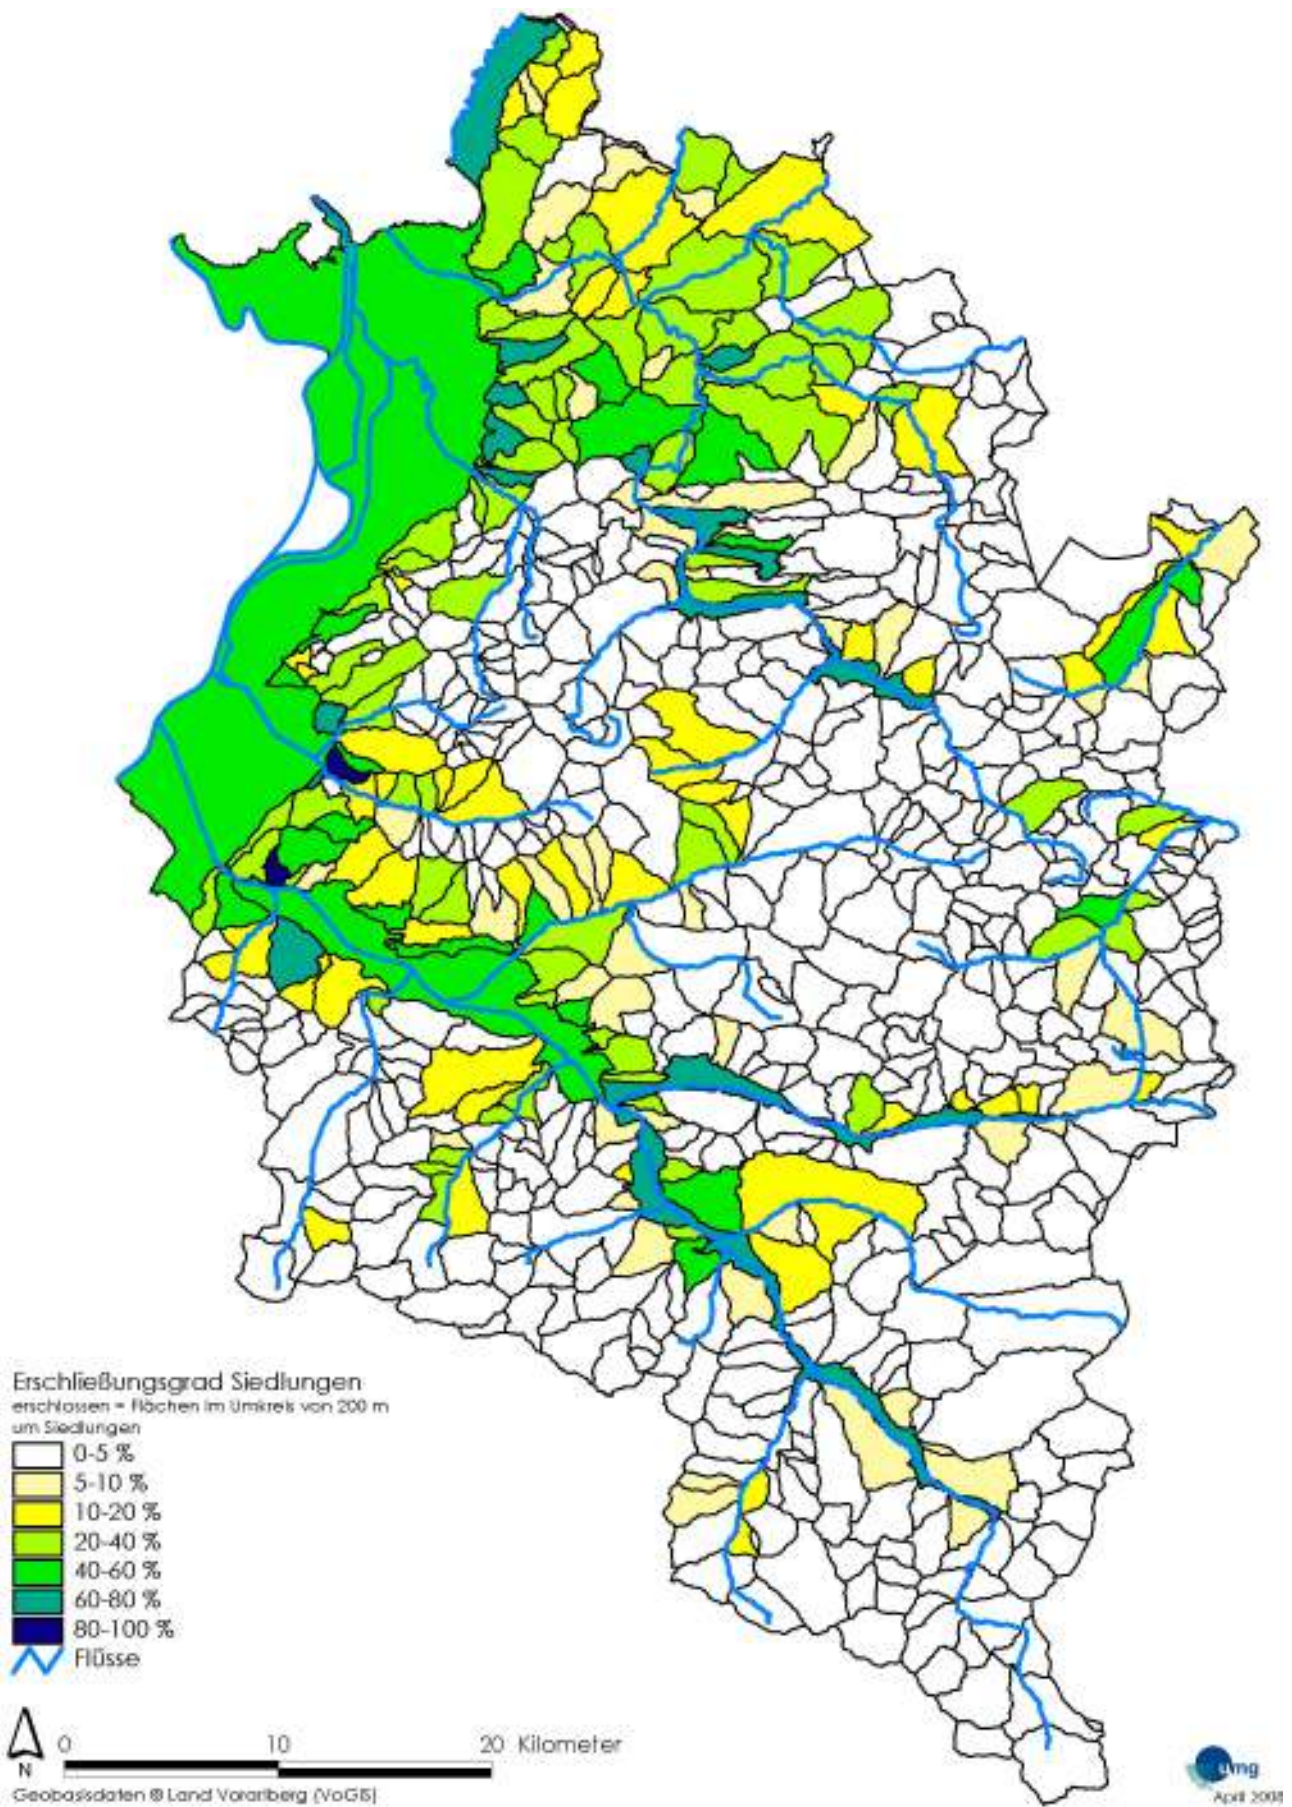 Erschließungsgrad Siedlungen
erschlossen = Flächen im Umkreis von 200 m
um Siedlungen
0-5 %
5-10 %
10-20 %
20-40 %
40-60 %
60-80 %
80-100 %
Flüsse
0 10 20 Kilometer
N
Geobasisdaten © Land Vorarlberg (VoGIS)
umg
April 2008